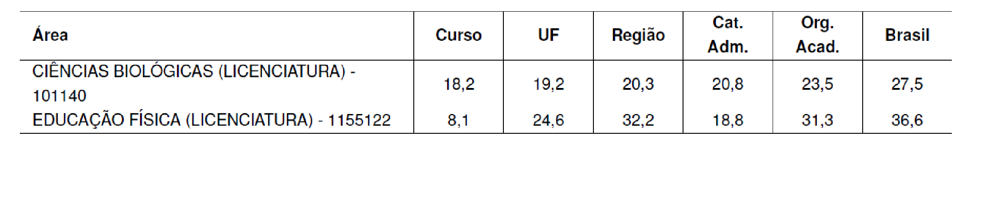 Área Curso UF Região Cat. Adm. Org. Acad. Brasil
CIÊNCIAS BIOLÓGICAS (LICENCIATURA) -
101140 18,2 19,2 20,3 20,8 23,5 27,5
EDUCAÇÃO FÍSICA (LICENCIATURA) - 1155122 8,1 24,6 32,2 18,8 31,3 36,6